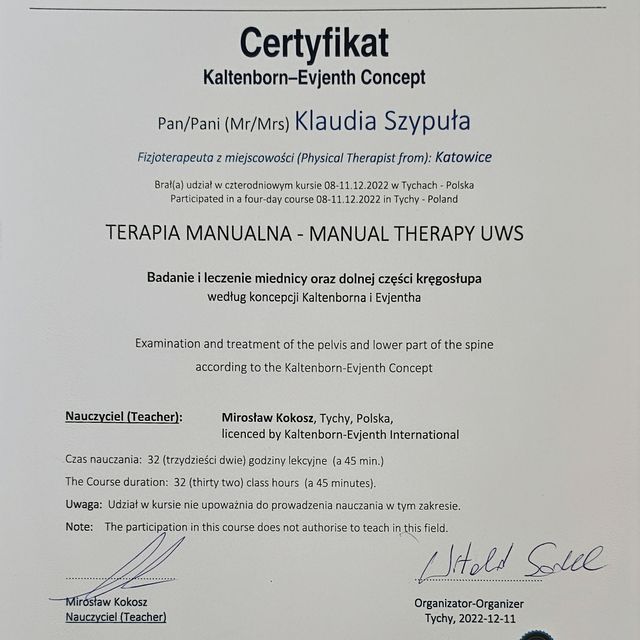 Certyfikat
Kaltenborn–Evjenth Concept
Pan/Pani (Mr/Mrs) Klaudia Szypuła
Fizjoterapeuta z miejscowości (Physical Therapist from): Katowice
Brał(a) udział w czterodniowym kursie 08-11.12.2022 w Tychach - Polska
Participated in a four-day course 08-11.12.2022 in Tychy - Poland
TERAPIA MANUALNA - MANUAL THERAPY UWS
Badanie i leczenie miednicy oraz dolnej części kręgosłupa
według koncepcji Kaltenborna i Evjentha
Examination and treatment of the pelvis and lower part of the spine
according to the Kaltenborn-Evjenth Concept
Nauczyciel (Teacher): Mirosław Kokosz, Tychy, Polska,
licenced by Kaltenborn-Evjenth International
Czas nauczania: 32 (trzydzieści dwie) godziny lekcyjne (a 45 min.)
The Course duration: 32 (thirty two) class hours (a 45 minutes).
Uwaga: Udział w kursie nie upoważnia do prowadzenia nauczania w tym zakresie.
Note: The participation in this course does not authorise to teach in this field.
Mirosław Kokosz
Nauczyciel (Teacher)
Organizator-Organizer
Tychy, 2022-12-11